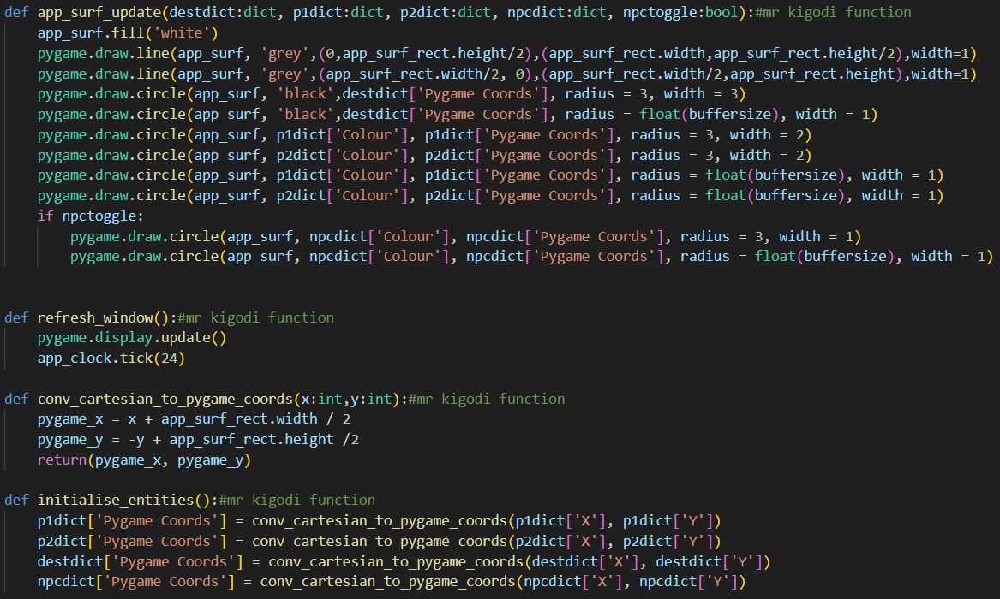 def app_surf_update(destdict:dict, p1dict:dict, p2dict:dict, npcdict:dict, npctoggle:bool):#mr kigodi function
    app_surf.fill('white')
    pygame.draw.line(app_surf, 'grey',(0,app_surf_rect.height/2),(app_surf_rect.width,app_surf_rect.height/2),width=1)
    pygame.draw.line(app_surf, 'grey',(app_surf_rect.width/2, 0),(app_surf_rect.width/2,app_surf_rect.height),width=1)
    pygame.draw.circle(app_surf, 'black',destdict['Pygame Coords'], radius = 3, width = 3)
    pygame.draw.circle(app_surf, 'black',destdict['Pygame Coords'], radius = float(buffersize), width = 1)
    pygame.draw.circle(app_surf, p1dict['Colour'], p1dict['Pygame Coords'], radius = 3, width = 2)
    pygame.draw.circle(app_surf, p2dict['Colour'], p2dict['Pygame Coords'], radius = 3, width = 2)
    pygame.draw.circle(app_surf, p1dict['Colour'], p1dict['Pygame Coords'], radius = float(buffersize), width = 1)
    pygame.draw.circle(app_surf, p2dict['Colour'], p2dict['Pygame Coords'], radius = float(buffersize), width = 1)
    if npctoggle:
        pygame.draw.circle(app_surf, npcdict['Colour'], npcdict['Pygame Coords'], radius = 3, width = 1)
        pygame.draw.circle(app_surf, npcdict['Colour'], npcdict['Pygame Coords'], radius = float(buffersize), width = 1)
def refresh_window():#mr kigodi function
    pygame.display.update()
    app_clock.tick(24)
def conv_cartesian_to_pygame_coords(x:int,y:int):#mr kigodi function
    pygame_x = x + app_surf_rect.width / 2
    pygame_y = -y + app_surf_rect.height /2
    return(pygame_x, pygame_y)
def initialise_entities():#mr kigodi function
    p1dict['Pygame Coords'] = conv_cartesian_to_pygame_coords(p1dict['X'], p1dict['Y'])
    p2dict['Pygame Coords'] = conv_cartesian_to_pygame_coords(p2dict['X'], p2dict['Y'])
    destdict['Pygame Coords'] = conv_cartesian_to_pygame_coords(destdict['X'], destdict['Y'])
    npcdict['Pygame Coords'] = conv_cartesian_to_pygame_coords(npcdict['X'], npcdict['Y'])